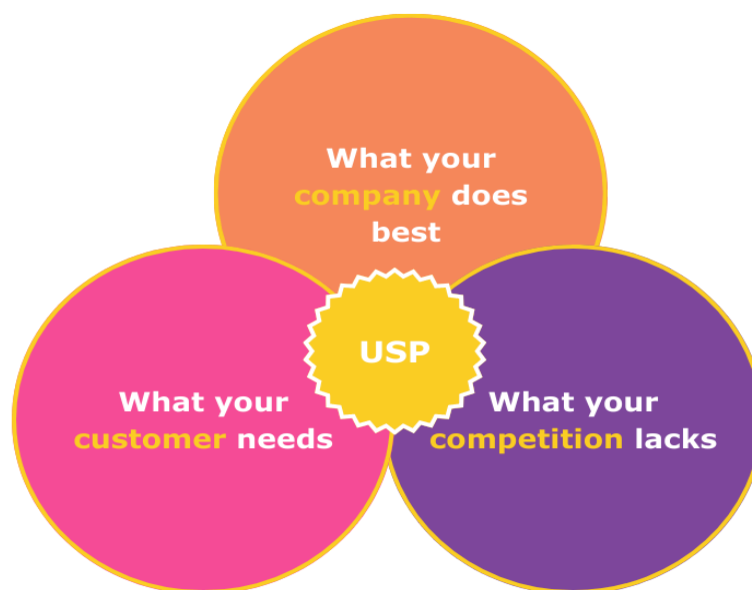 What your
company does
best
USP
What your
customer needs
What your
competition lacks